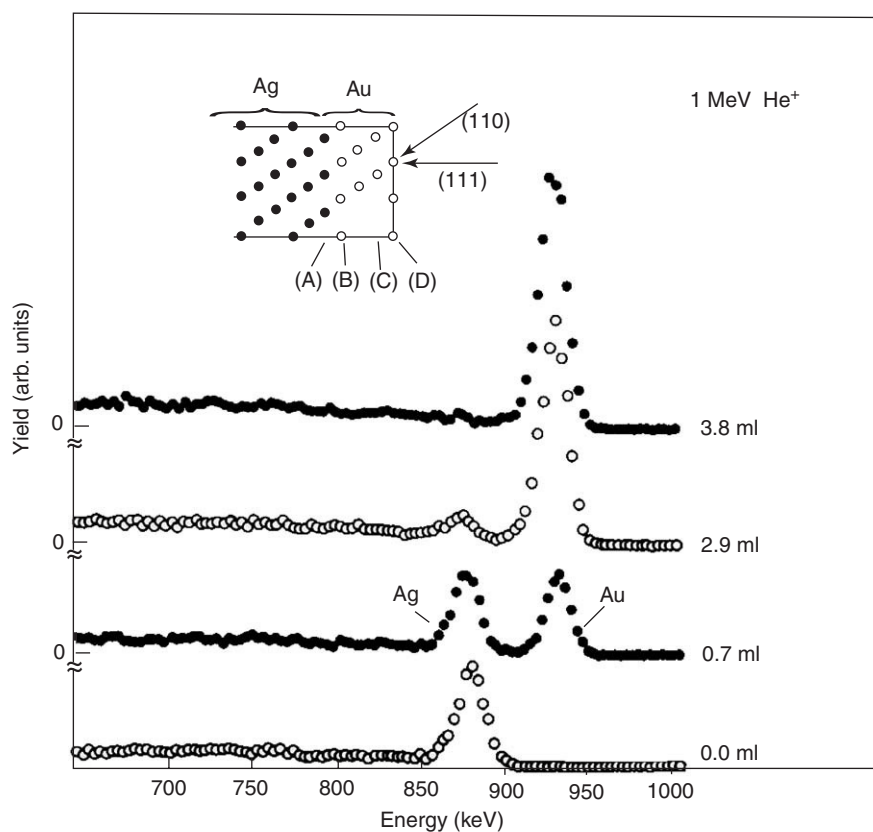 Ag Au
1 MeV He⁺
(110)
(111)
(A) (B) (C) (D)
Yield (arb. units)
0
3.8 ml
0
2.9 ml
Ag Au
0
0.7 ml
0.0 ml
700 750 800 850 900 950 1000
Energy (keV)